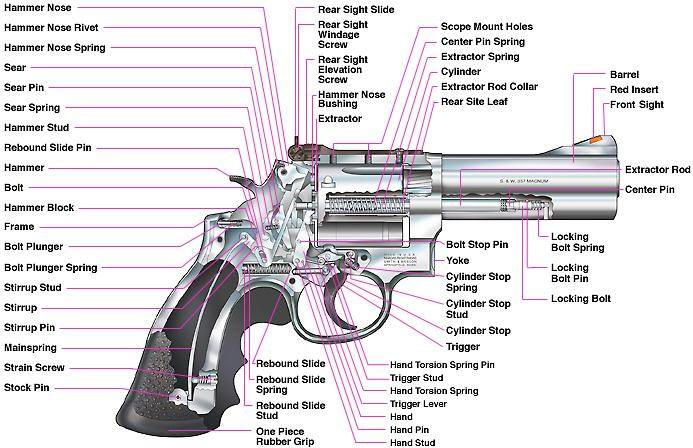 Hammer Nose
Hammer Nose Rivet
Hammer Nose Spring
Sear
Sear Pin
Sear Spring
Hammer Stud
Rebound Slide Pin
Hammer
Bolt
Hammer Block
Frame
Bolt Plunger
Bolt Plunger Spring
Stirrup Stud
Stirrup
Stirrup Pin
Mainspring
Strain Screw
Stock Pin
Rear Sight Slide
Rear Sight
Windage
Screw
Rear Sight
Elevation
Screw
Hammer Nose
Bushing
Extractor
Scope Mount Holes
Center Pin Spring
Extractor Spring
Cylinder
Extractor Rod Collar
Rear Site Leaf
Barrel
Red Insert
Front Sight
Extractor Rod
Center Pin
S. & W. .357 MAGNUM
Locking
Bolt Spring
Locking
Bolt Pin
Locking Bolt
Bolt Stop Pin
Yoke
Cylinder Stop
Spring
Cylinder Stop
Stud
Cylinder Stop
Trigger
Rebound Slide
Rebound Slide
Spring
Rebound Slide
Stud
One Piece
Rubber Grip
Hand Torsion Spring Pin
Trigger Stud
Hand Torsion Spring
Trigger Lever
Hand
Hand Pin
Hand Stud